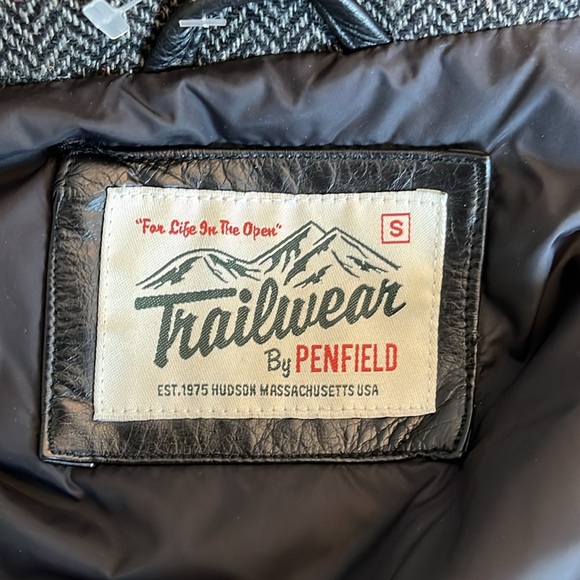 "For Life In The Open"
S
Trailwear
By PENFIELD
EST.1975 HUDSON MASSACHUSETTS USA